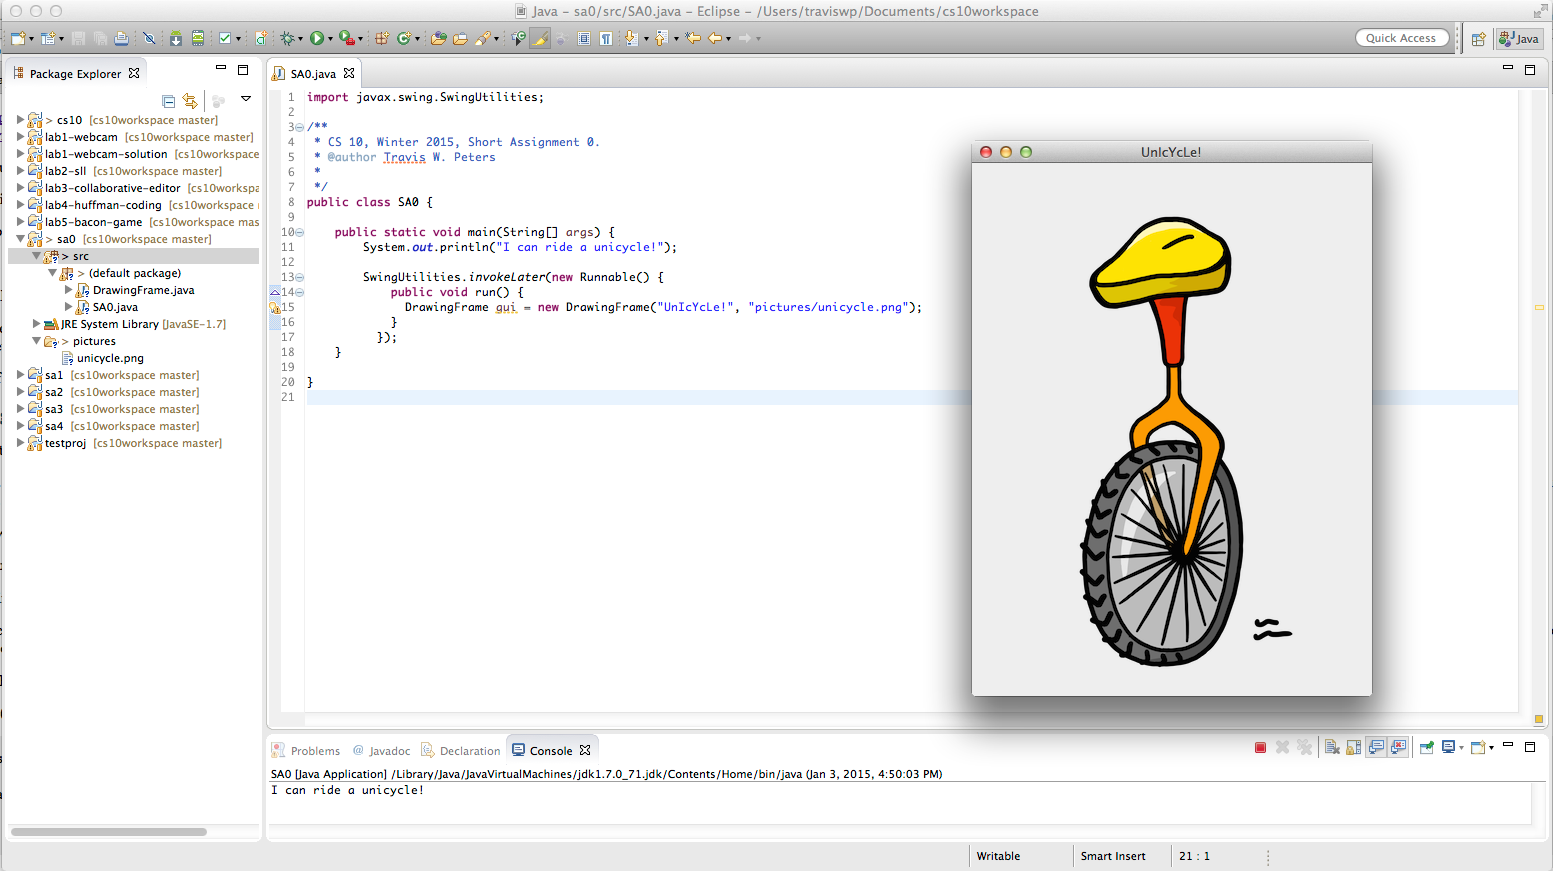 Java – sa0/src/SA0.java – Eclipse – /Users/traviswp/Documents/cs10workspace
Quick Access
Java
Package Explorer
> cs10 [cs10workspace master]
lab1-webcam [cs10workspace master]
lab1-webcam-solution [cs10workspace
lab2-sll [cs10workspace master]
lab3-collaborative-editor [cs10workspa
lab4-huffman-coding [cs10workspace
lab5-bacon-game [cs10workspace mas
> sa0 [cs10workspace master]
> src
> (default package)
DrawingFrame.java
SA0.java
JRE System Library [JavaSE-1.7]
> pictures
unicycle.png
sa1 [cs10workspace master]
sa2 [cs10workspace master]
sa3 [cs10workspace master]
sa4 [cs10workspace master]
testproj [cs10workspace master]
SA0.java
1 import javax.swing.SwingUtilities;
2
3 /**
4 * CS 10, Winter 2015, Short Assignment 0.
5 * @author Travis W. Peters
6 *
7 */
8 public class SA0 {
9
10 public static void main(String[] args) {
11 System.out.println("I can ride a unicycle!");
12
13 SwingUtilities.invokeLater(new Runnable() {
14 public void run() {
15 DrawingFrame gui = new DrawingFrame("UnIcYcLe!", "pictures/unicycle.png");
16 }
17 });
18 }
19
20 }
21
UnIcYcLe!
Problems @ Javadoc Declaration Console
SA0 [Java Application] /Library/Java/JavaVirtualMachines/jdk1.7.0_71.jdk/Contents/Home/bin/java (Jan 3, 2015, 4:50:03 PM)
I can ride a unicycle!
Writable Smart Insert 21 : 1